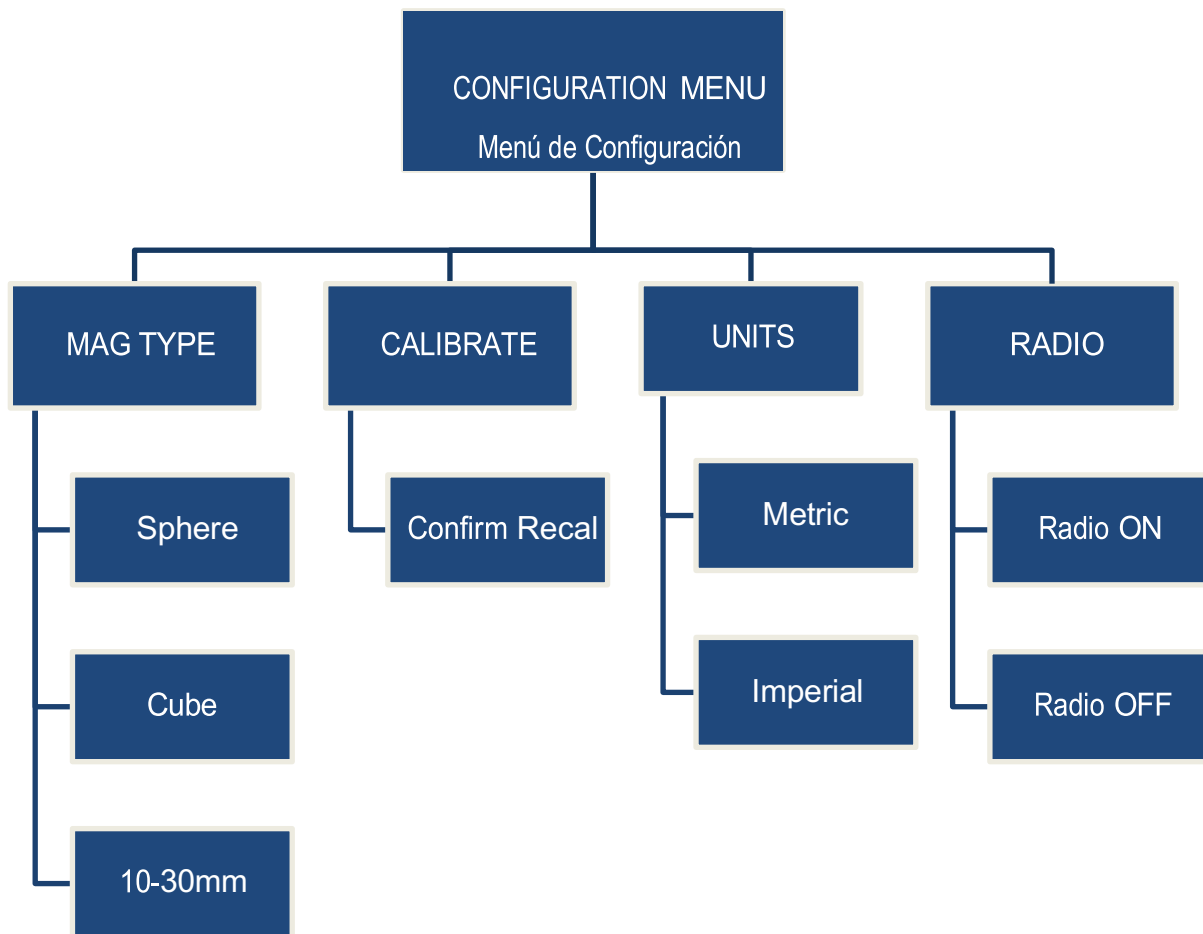 CONFIGURATION MENU
Menú de Configuración
MAG TYPE
CALIBRATE
UNITS
RADIO
Sphere
Confirm Recal
Metric
Radio ON
Cube
Imperial
Radio OFF
10-30mm